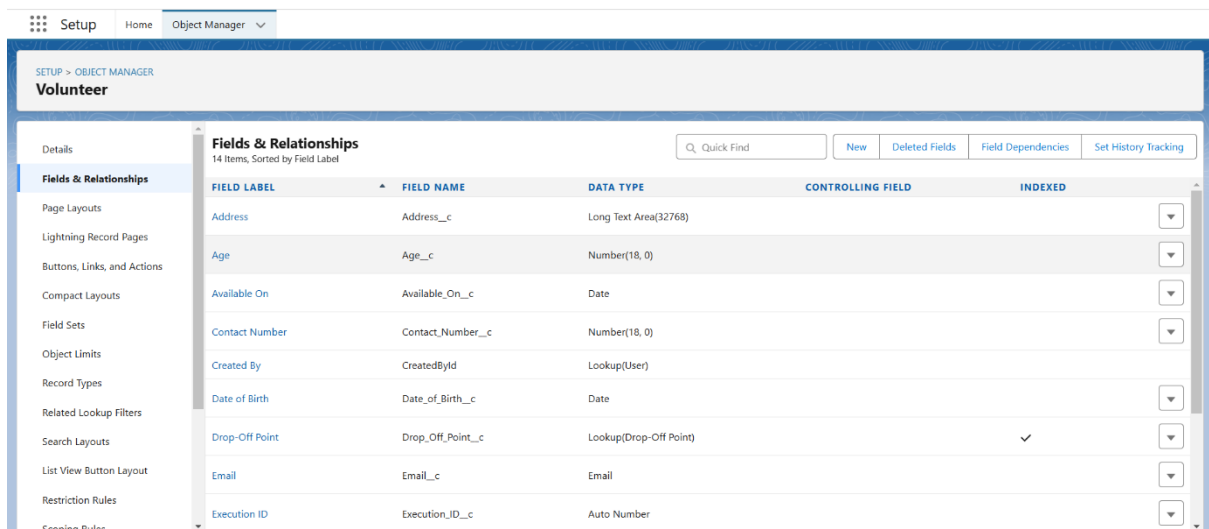 Setup Home Object Manager
SETUP > OBJECT MANAGER
Volunteer
Details
Fields & Relationships
Page Layouts
Lightning Record Pages
Buttons, Links, and Actions
Compact Layouts
Field Sets
Object Limits
Record Types
Related Lookup Filters
Search Layouts
List View Button Layout
Restriction Rules
Scoping Rules
Fields & Relationships
14 Items, Sorted by Field Label
Quick Find New Deleted Fields Field Dependencies Set History Tracking
FIELD LABEL FIELD NAME DATA TYPE CONTROLLING FIELD INDEXED
Address Address__c Long Text Area(32768)
Age Age__c Number(18, 0)
Available On Available_On__c Date
Contact Number Contact_Number__c Number(18, 0)
Created By CreatedById Lookup(User)
Date of Birth Date_of_Birth__c Date
Drop-Off Point Drop_Off_Point__c Lookup(Drop-Off Point)
Email Email__c Email
Execution ID Execution_ID__c Auto Number